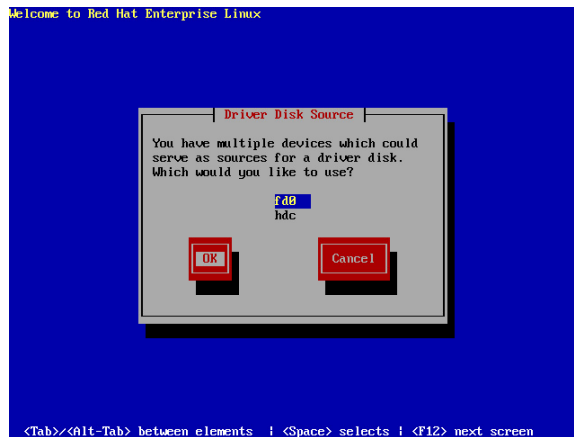 Welcome to Red Hat Enterprise Linux
Driver Disk Source
You have multiple devices which could
serve as sources for a driver disk.
Which would you like to use?
fd0
hdc
OK Cancel
<Tab>/<Alt-Tab> between elements | <Space> selects | <F12> next screen